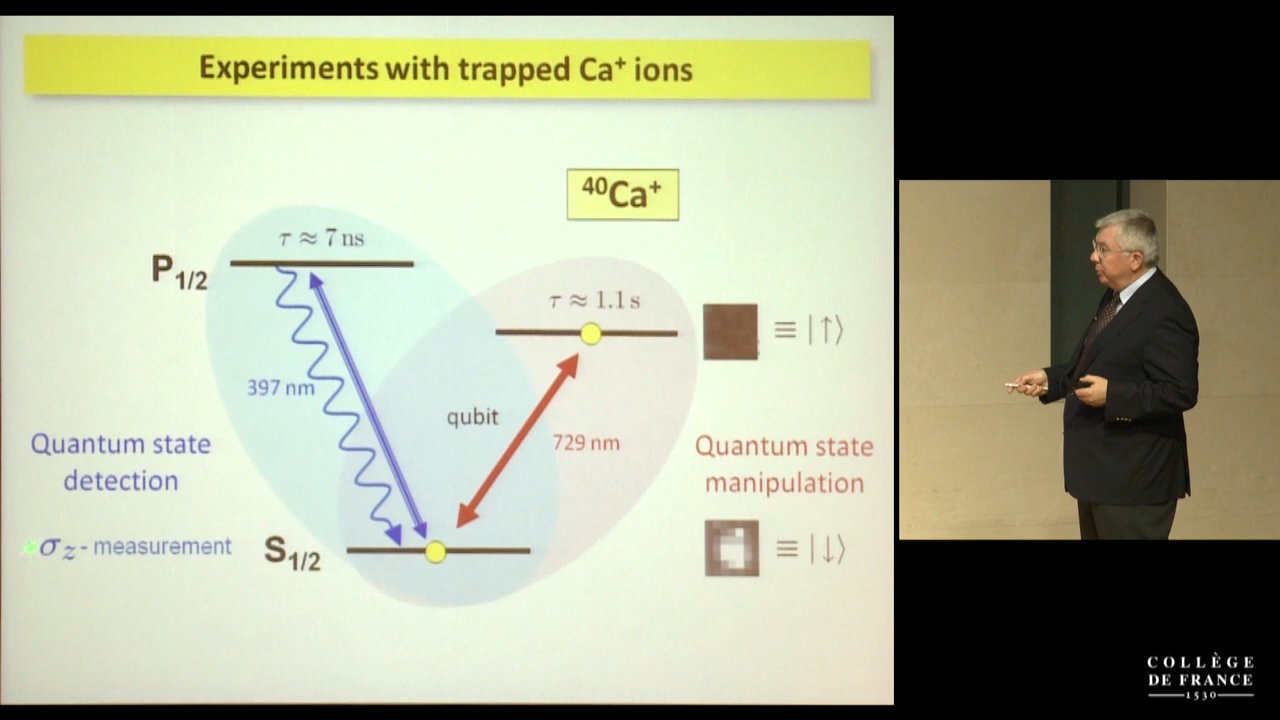 Experiments with trapped Ca⁺ ions
⁴⁰Ca⁺
τ ≈ 7 ns
P₁/₂
τ ≈ 1.1 s
≡ |↑⟩
397 nm
qubit
729 nm
Quantum state
detection
Quantum state
manipulation
σ_z - measurement
S₁/₂
≡ |↓⟩
COLLÈGE
DE FRANCE
1530